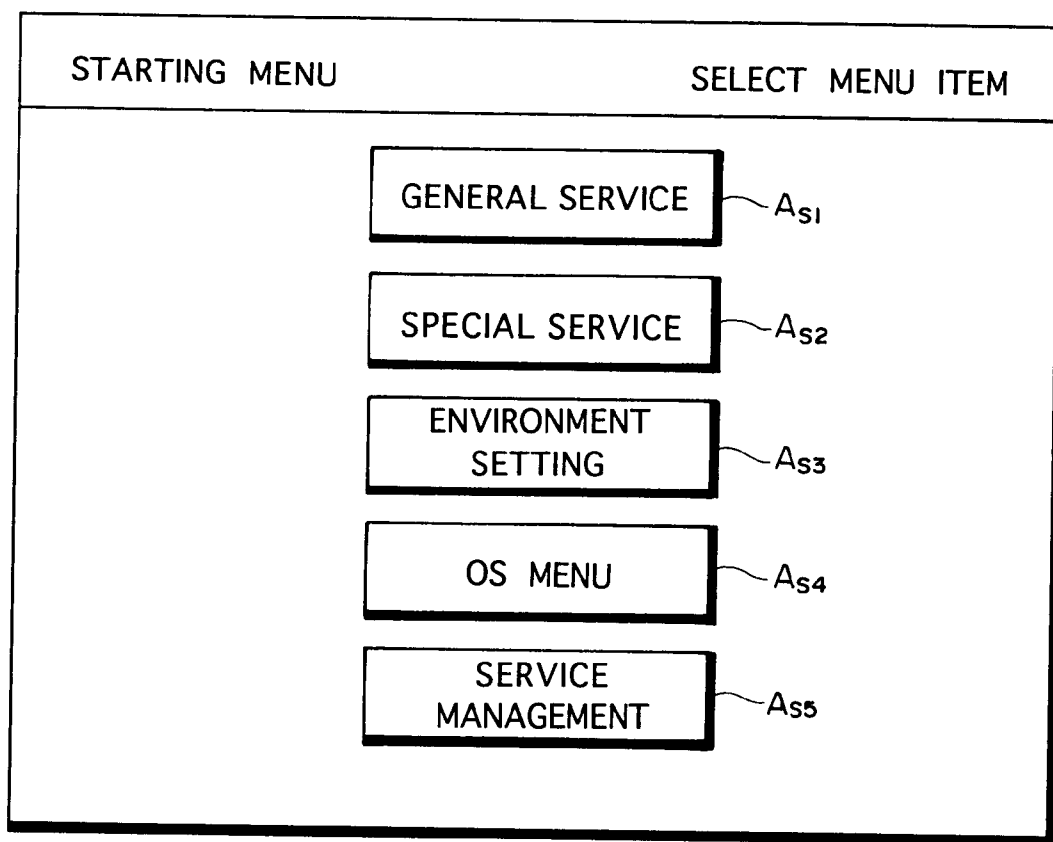 STARTING MENU
SELECT MENU ITEM
GENERAL SERVICE
AS1
SPECIAL SERVICE
AS2
ENVIRONMENT
SETTING
AS3
OS MENU
AS4
SERVICE
MANAGEMENT
AS5